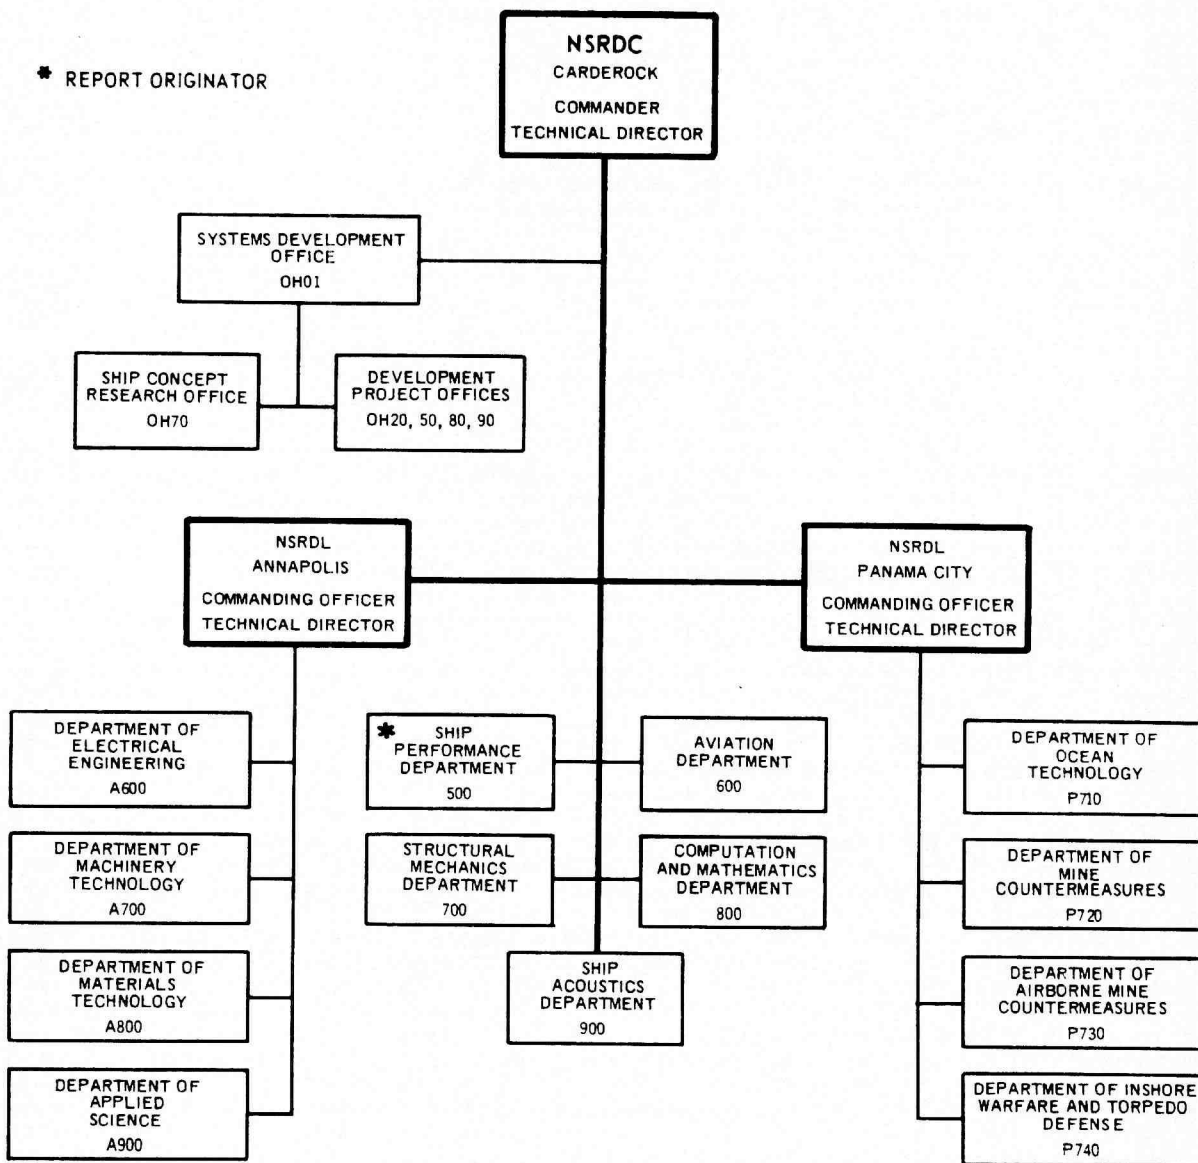 * REPORT ORIGINATOR
NSRDC
CARDEROCK
COMMANDER
TECHNICAL DIRECTOR
SYSTEMS DEVELOPMENT
OFFICE
OH01
SHIP CONCEPT
RESEARCH OFFICE
OH70
DEVELOPMENT
PROJECT OFFICES
OH20, 50, 80, 90
NSRDL
ANNAPOLIS
COMMANDING OFFICER
TECHNICAL DIRECTOR
NSRDL
PANAMA CITY
COMMANDING OFFICER
TECHNICAL DIRECTOR
DEPARTMENT OF
ELECTRICAL
ENGINEERING
A600
DEPARTMENT OF
MACHINERY
TECHNOLOGY
A700
DEPARTMENT OF
MATERIALS
TECHNOLOGY
A800
DEPARTMENT OF
APPLIED
SCIENCE
A900
* SHIP
PERFORMANCE
DEPARTMENT
500
AVIATION
DEPARTMENT
600
STRUCTURAL
MECHANICS
DEPARTMENT
700
COMPUTATION
AND MATHEMATICS
DEPARTMENT
800
SHIP
ACOUSTICS
DEPARTMENT
900
DEPARTMENT OF
OCEAN
TECHNOLOGY
P710
DEPARTMENT OF
MINE
COUNTERMEASURES
P720
DEPARTMENT OF
AIRBORNE MINE
COUNTERMEASURES
P730
DEPARTMENT OF INSHORE
WARFARE AND TORPEDO
DEFENSE
P740